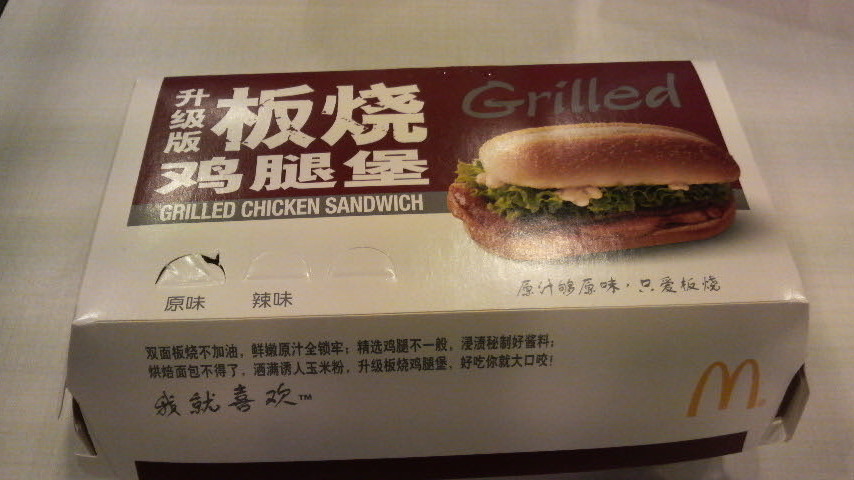 升级版
板烧
鸡腿堡
GRILLED CHICKEN SANDWICH
Grilled
原味
辣味
原汁够原味·只爱板烧
双面板烧不加油，鲜嫩原汁全锁牢；精选鸡腿不一般，浸渍秘制好酱料；
烘焙面包不得了，洒满诱人玉米粉，升级板烧鸡腿堡，好吃你就大口咬！
我就喜欢™